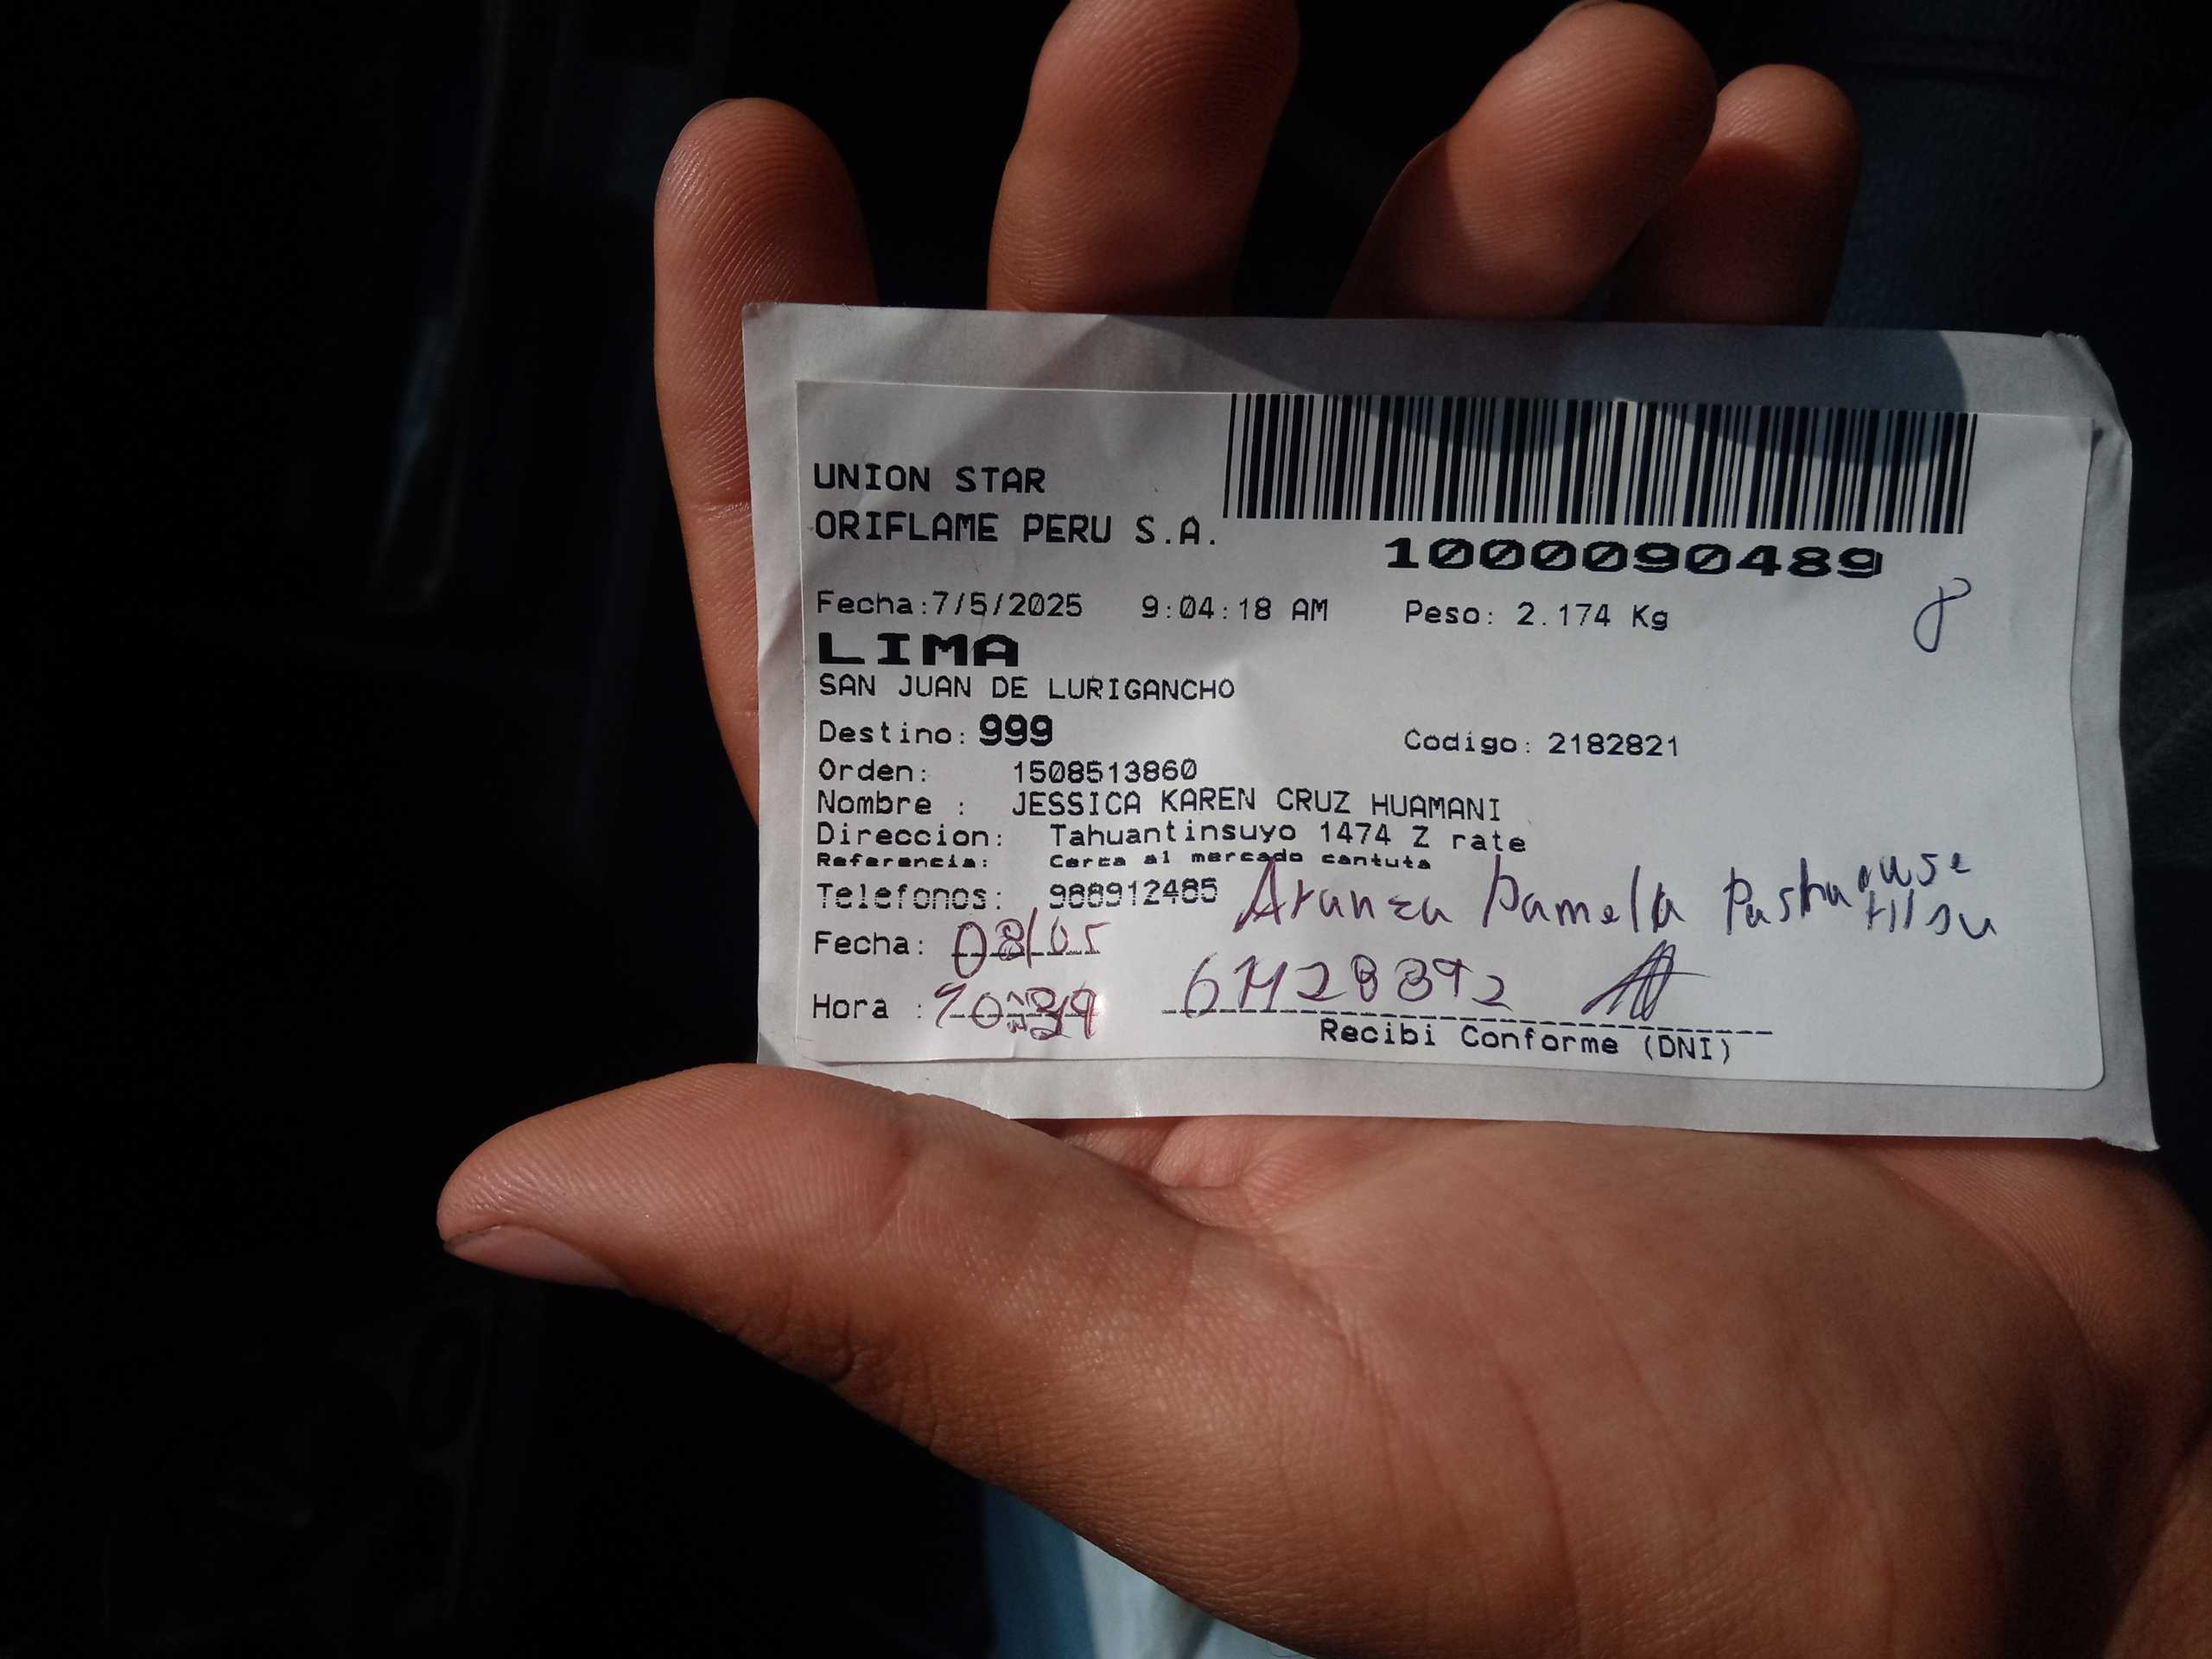 UNION STAR
ORIFLAME PERU S.A.
1000090489
Fecha:7/5/2025 9:04:18 AM Peso: 2.174 Kg
8
LIMA
SAN JUAN DE LURIGANCHO
Destino: 999 Codigo: 2182821
Orden: 1508513860
Nombre : JESSICA KAREN CRUZ HUAMANI
Direccion: Tahuantinsuyo 1474 Z rate
Referencia: Cerca al mercado cantuta
Telefonos: 988912485 Aranza Pamela
Fecha: 08/05
Hora :
Recibi Conforme (DNI)